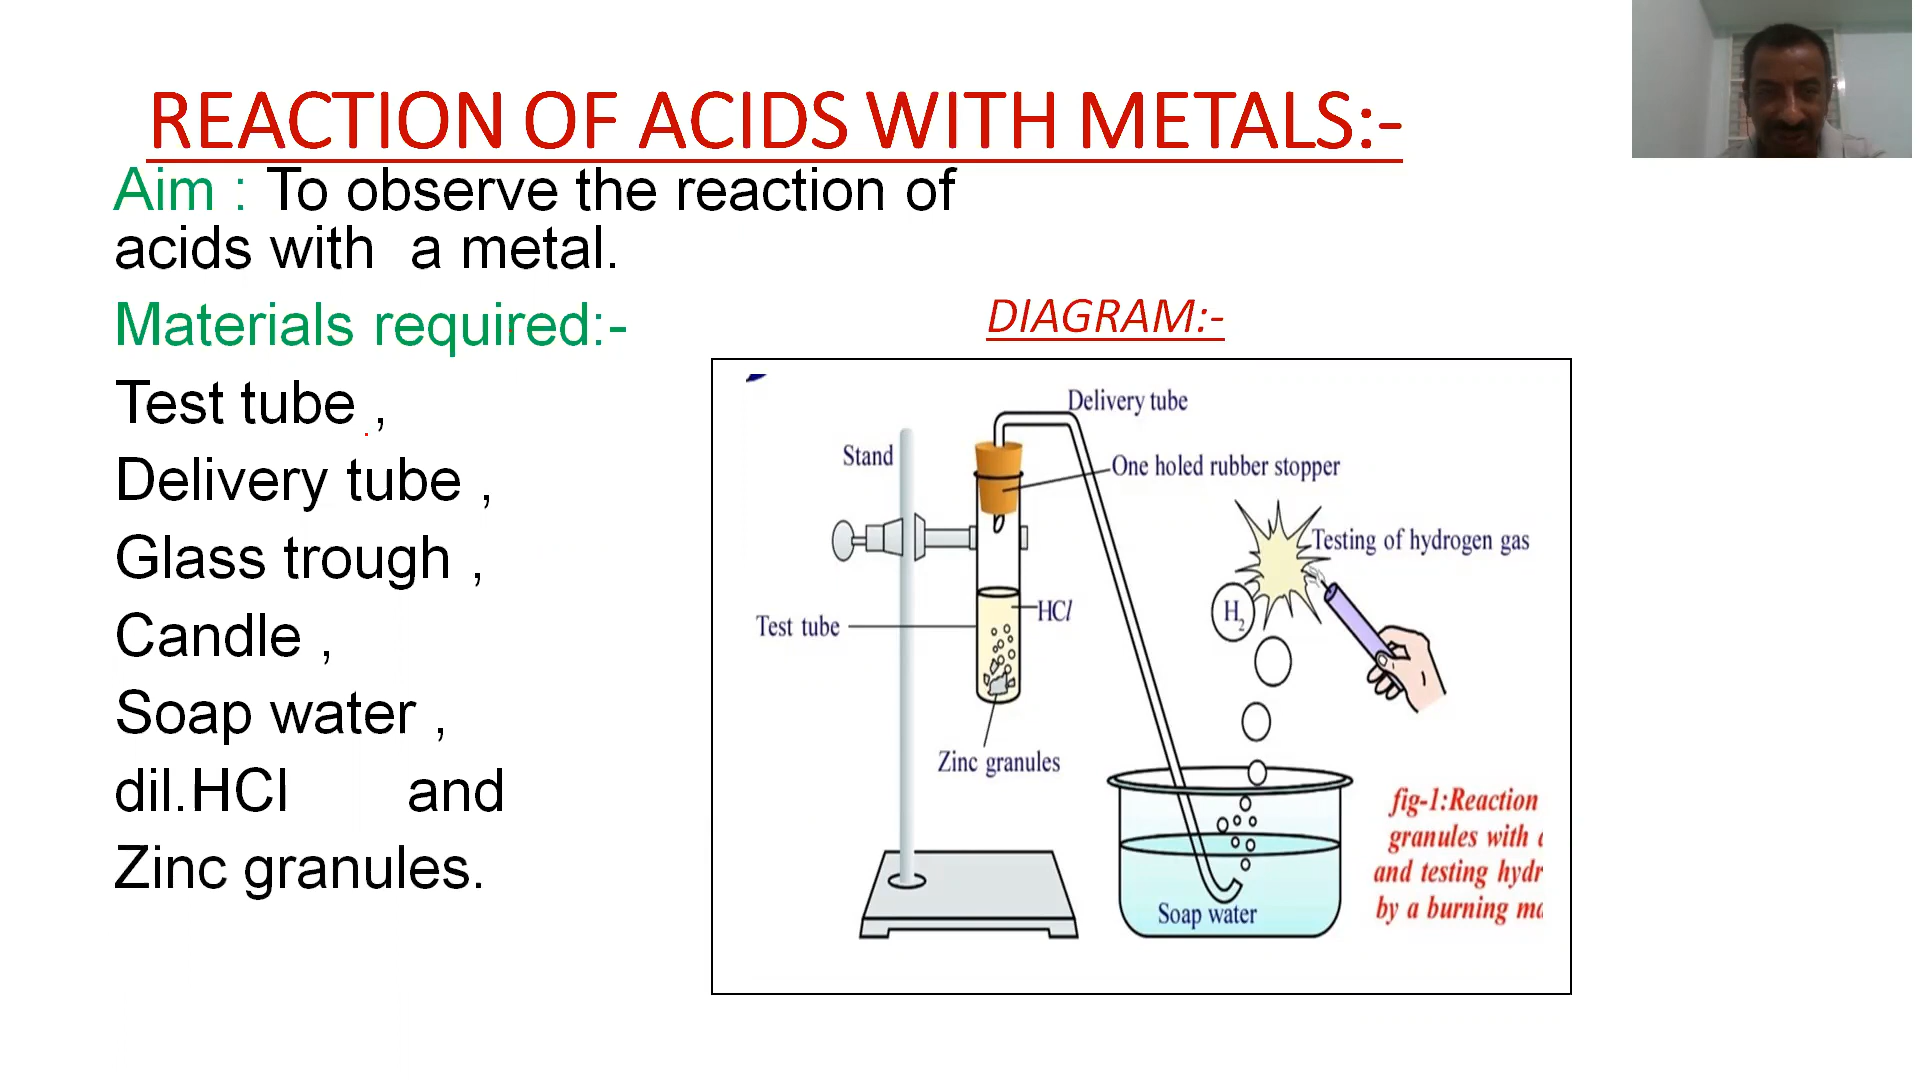 REACTION OF ACIDS WITH METALS:-
Aim : To observe the reaction of
acids with a metal.
Materials required:-
Test tube ,
Delivery tube ,
Glass trough ,
Candle ,
Soap water ,
dil.HCl and
Zinc granules.
DIAGRAM:-
Delivery tube
Stand
One holed rubber stopper
Testing of hydrogen gas
H2
HCl
Test tube
Zinc granules
Soap water
fig-1:Reaction
granules with
and testing hydr
by a burning